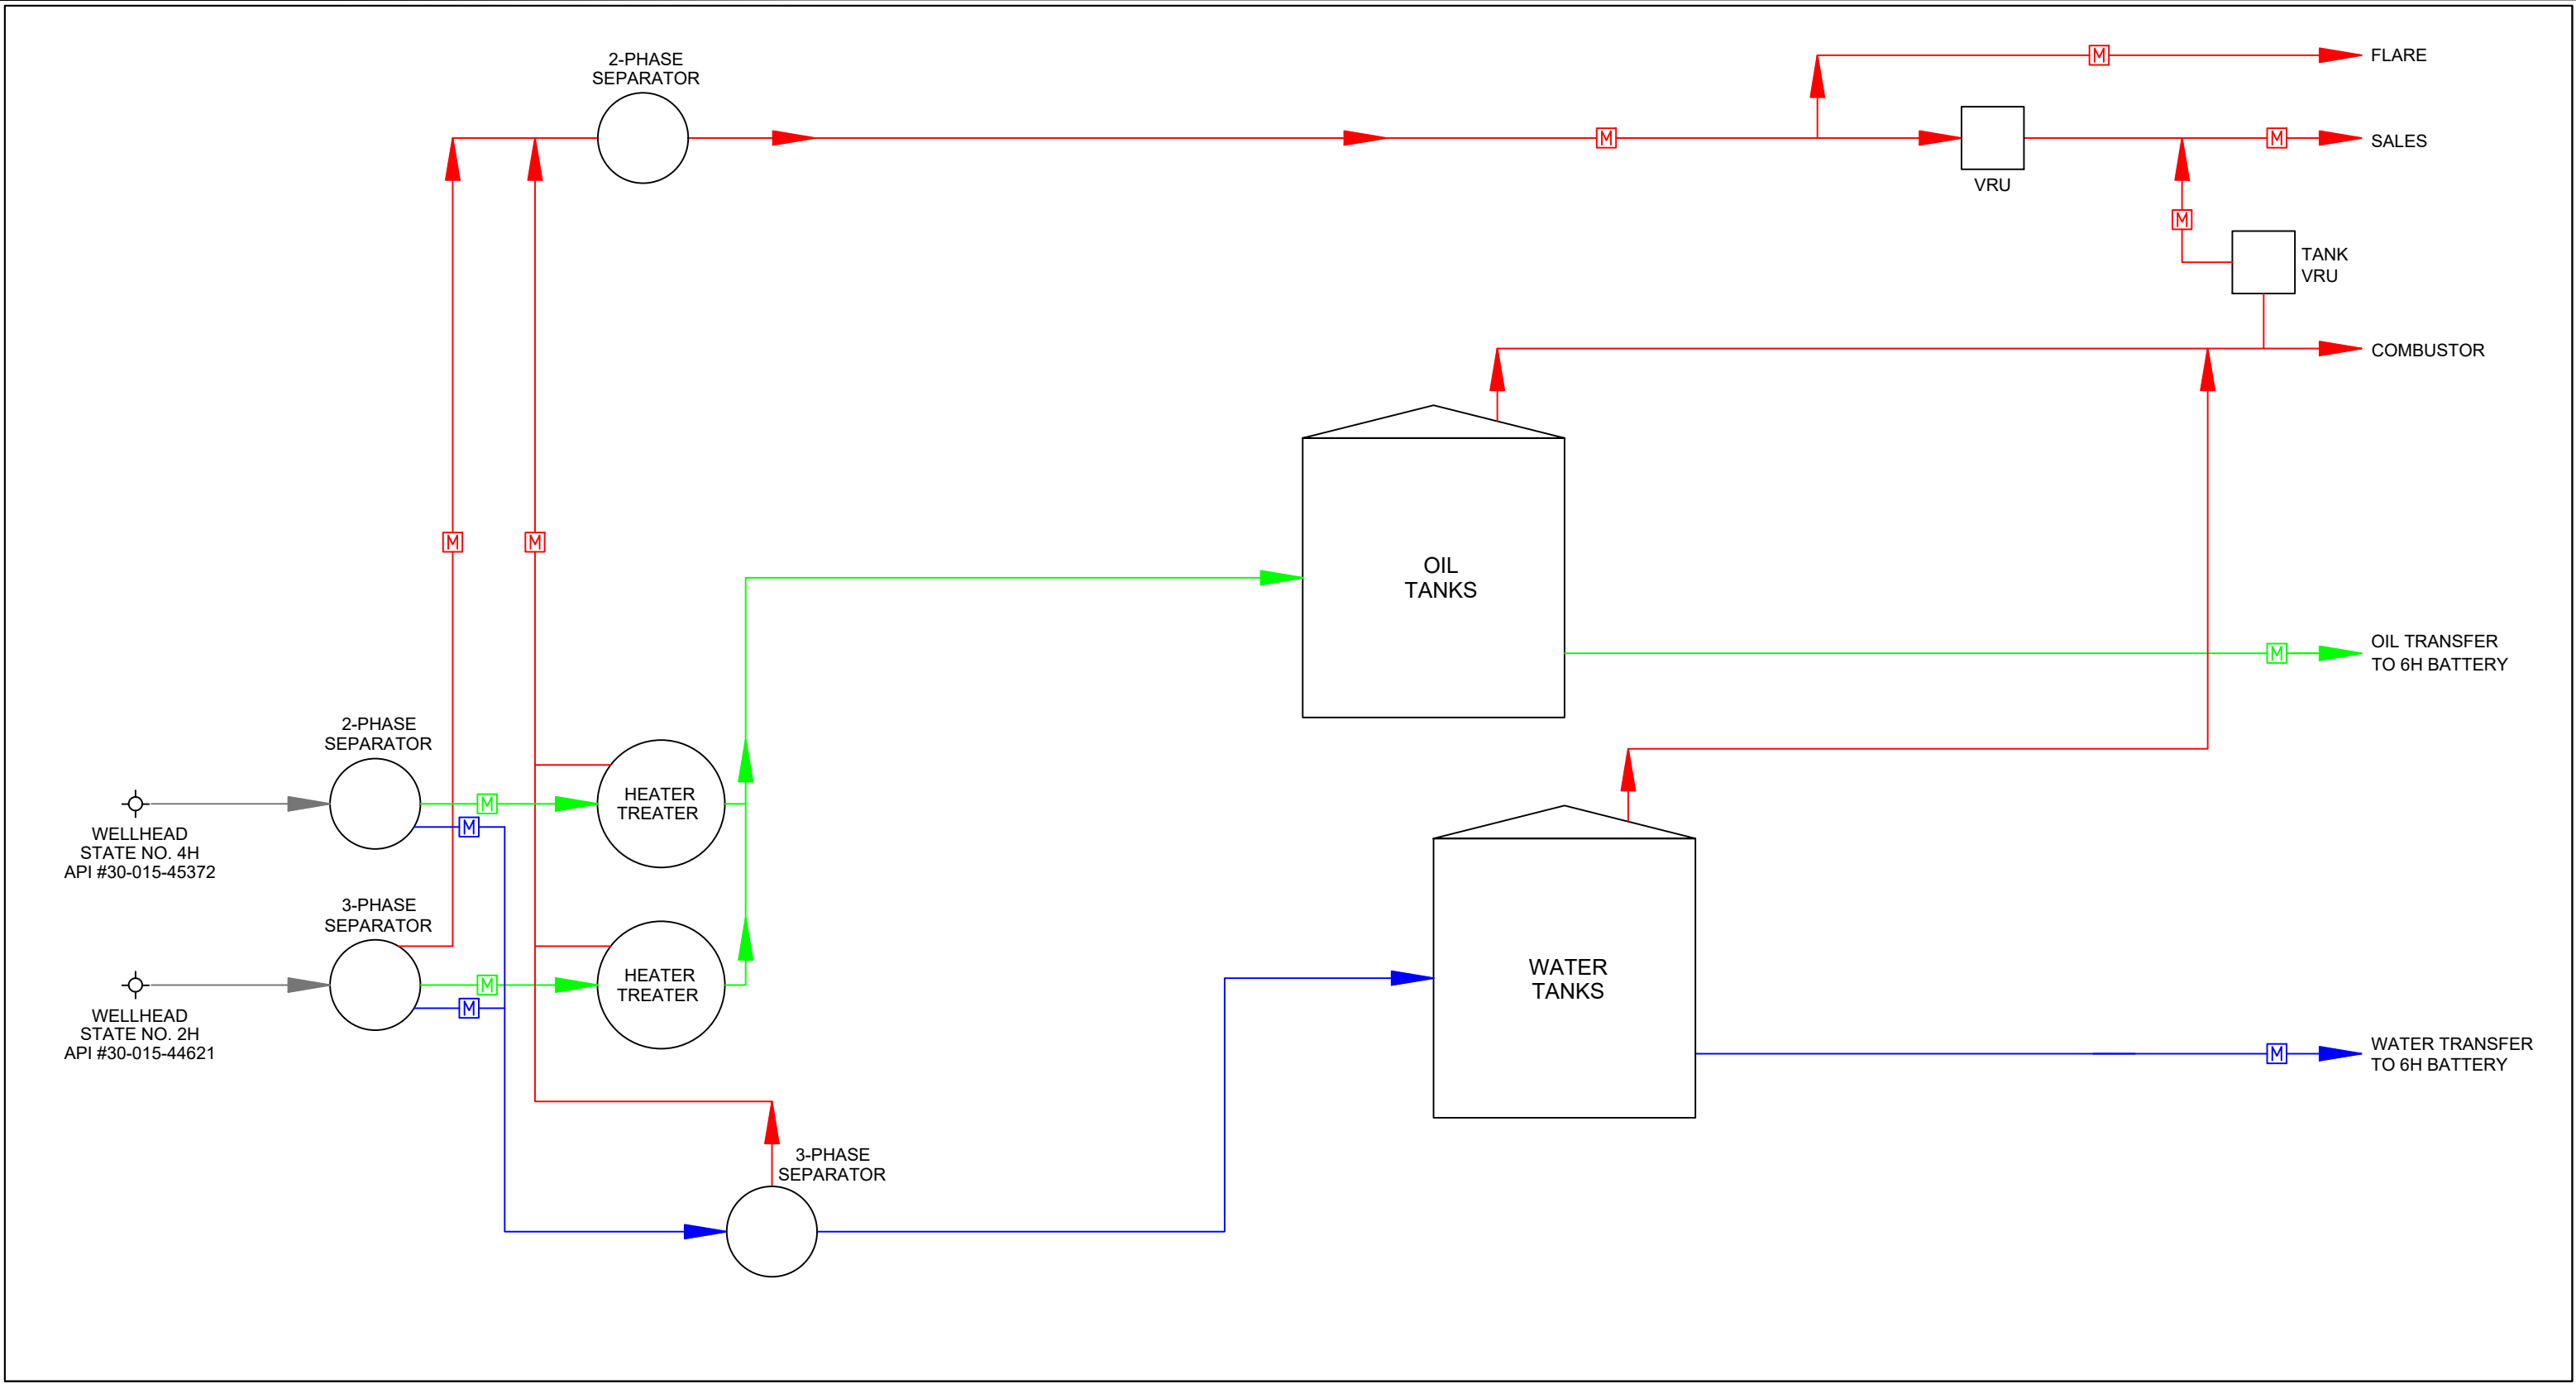 2-PHASE
SEPARATOR
M
FLARE
M
M
SALES
VRU
M
TANK
VRU
COMBUSTOR
M
M
OIL
TANKS
M
OIL TRANSFER
TO 6H BATTERY
2-PHASE
SEPARATOR
M
HEATER
TREATER
M
WELLHEAD
STATE NO. 4H
API #30-015-45372
3-PHASE
SEPARATOR
M
HEATER
TREATER
M
WELLHEAD
STATE NO. 2H
API #30-015-44621
WATER
TANKS
M
WATER TRANSFER
TO 6H BATTERY
3-PHASE
SEPARATOR